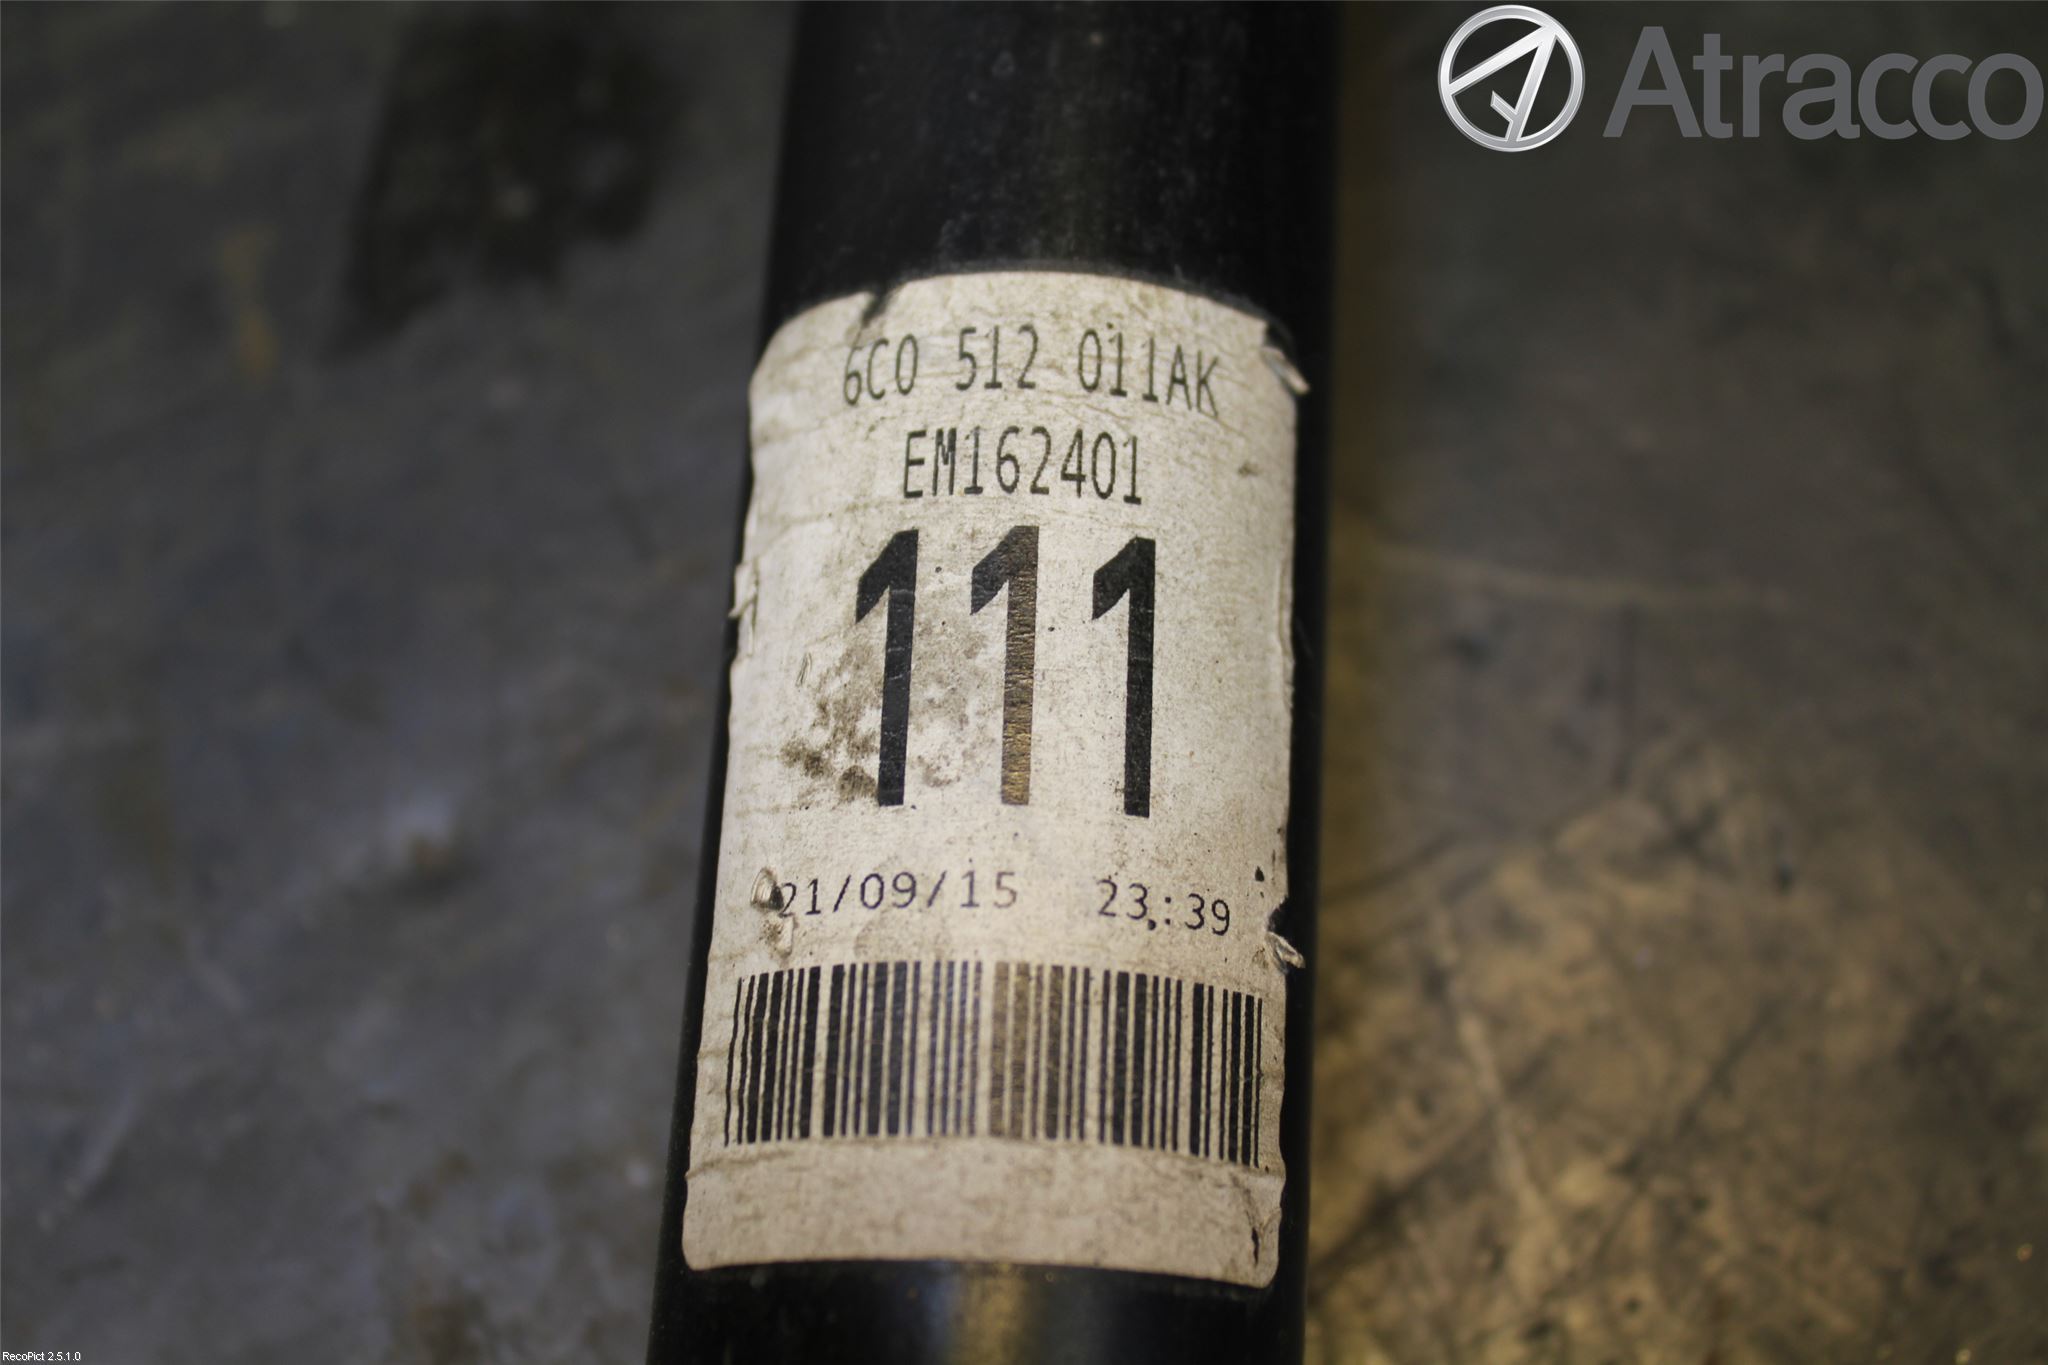 Atracco
6C0 512 011AK
EM162401
111
21/09/15 23:39
RecoPict 2.5.1.0